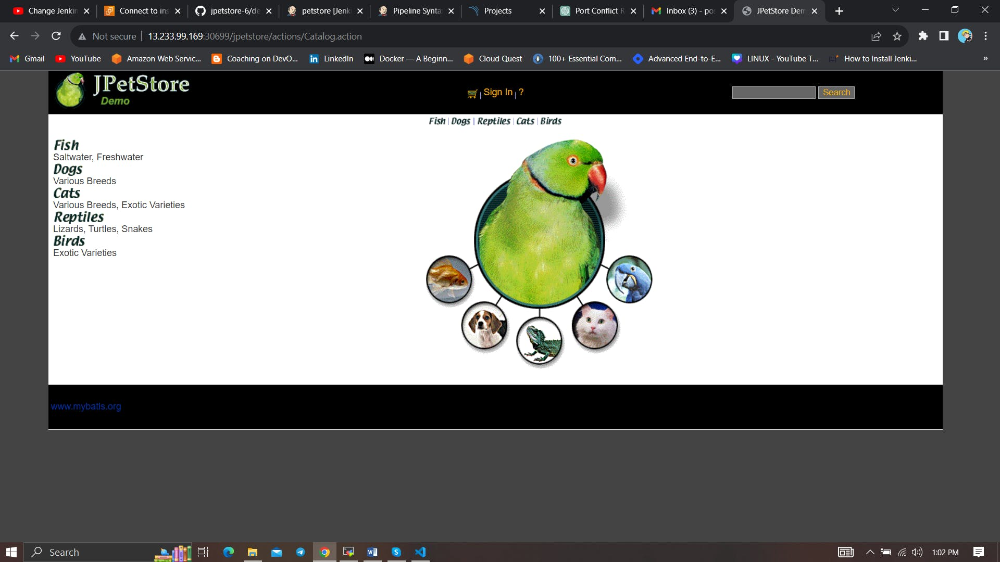 Change Jenkin
Connect to ins
jpetstore-6/de
petstore [Jenki
Pipeline Synta
Projects
Port Conflict R
Inbox (3) - pos
JPetStore Dem
Not secure | 13.233.99.169:30699/jpetstore/actions/Catalog.action
Gmail
YouTube
Amazon Web Servic...
Coaching on DevO...
LinkedIn
Docker — A Beginn...
Cloud Quest
100+ Essential Com...
Advanced End-to-E...
LINUX - YouTube T...
How to Install Jenki...
»
JPetStore
Demo
| Sign In | ?
Search
Fish | Dogs | Reptiles | Cats | Birds
Fish
Saltwater, Freshwater
Dogs
Various Breeds
Cats
Various Breeds, Exotic Varieties
Reptiles
Lizards, Turtles, Snakes
Birds
Exotic Varieties
www.mybatis.org
Search
1:02 PM